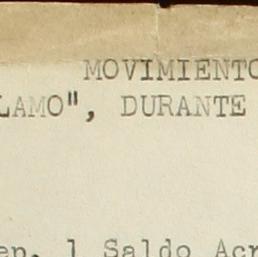 MOVIMIENTO
LAMO", DURANTE
en. 1 Saldo Acr